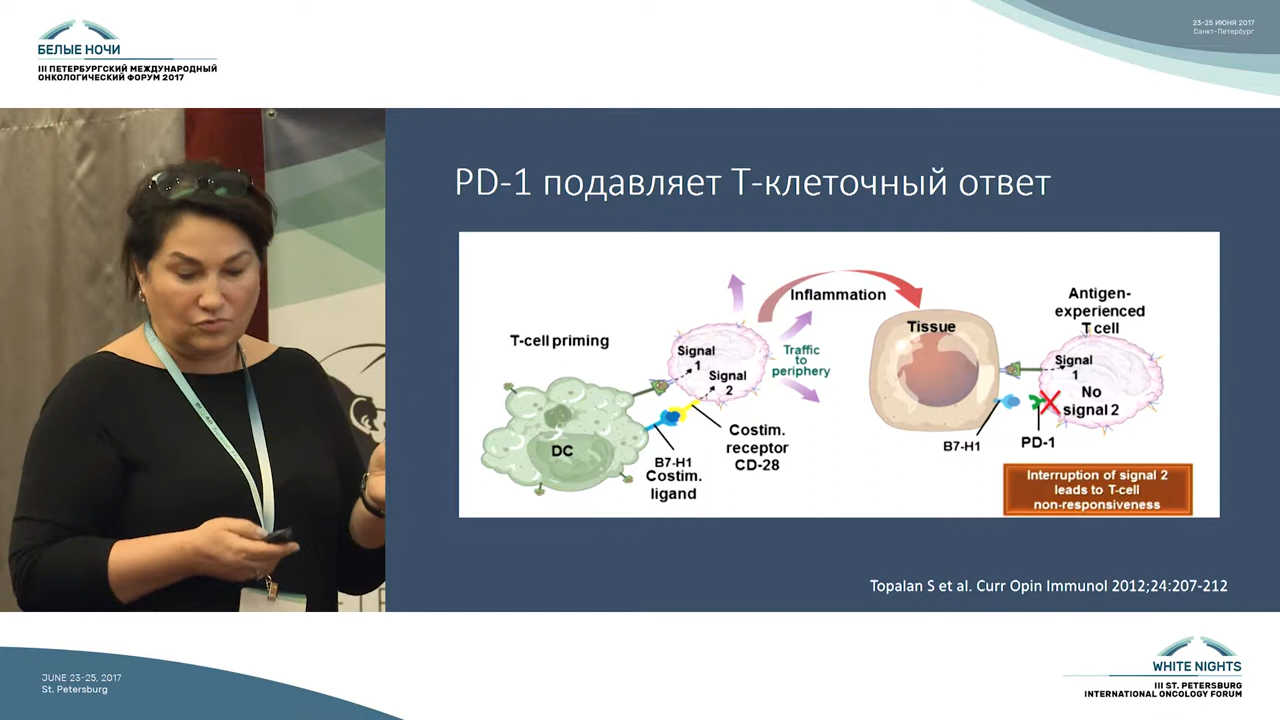 БЕЛЫЕ НОЧИ
III ПЕТЕРБУРГСКИЙ МЕЖДУНАРОДНЫЙ
ОНКОЛОГИЧЕСКИЙ ФОРУМ 2017
23-25 ИЮНЯ 2017
Санкт-Петербург
PD-1 подавляет Т-клеточный ответ
T-cell priming
Signal
1
Signal
2
DC
B7-H1
Costim.
ligand
Costim.
receptor
CD-28
Inflammation
Traffic
to
periphery
Tissue
Antigen-
experienced
T cell
Signal
1
No
signal 2
B7-H1
PD-1
Interruption of signal 2
leads to T-cell
non-responsiveness
Topalan S et al. Curr Opin Immunol 2012;24:207-212
JUNE 23-25, 2017
St. Petersburg
WHITE NIGHTS
III ST. PETERSBURG
INTERNATIONAL ONCOLOGY FORUM